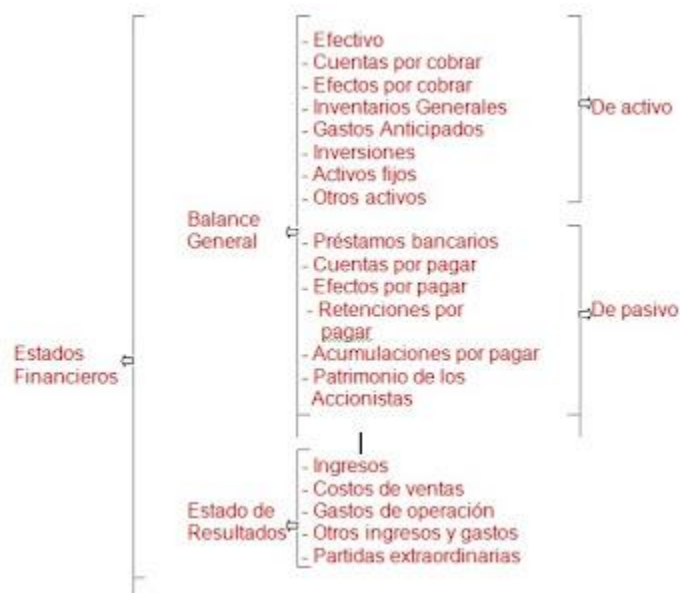 Estados
Financieros
Balance
General
- Efectivo
- Cuentas por cobrar
- Efectos por cobrar
- Inventarios Generales
- Gastos Anticipados
- Inversiones
- Activos fijos
- Otros activos
De activo
- Préstamos bancarios
- Cuentas por pagar
- Efectos por pagar
- Retenciones por
pagar
- Acumulaciones por pagar
- Patrimonio de los
Accionistas
De pasivo
Estado de
Resultados
- Ingresos
- Costos de ventas
- Gastos de operación
- Otros ingresos y gastos
- Partidas extraordinarias